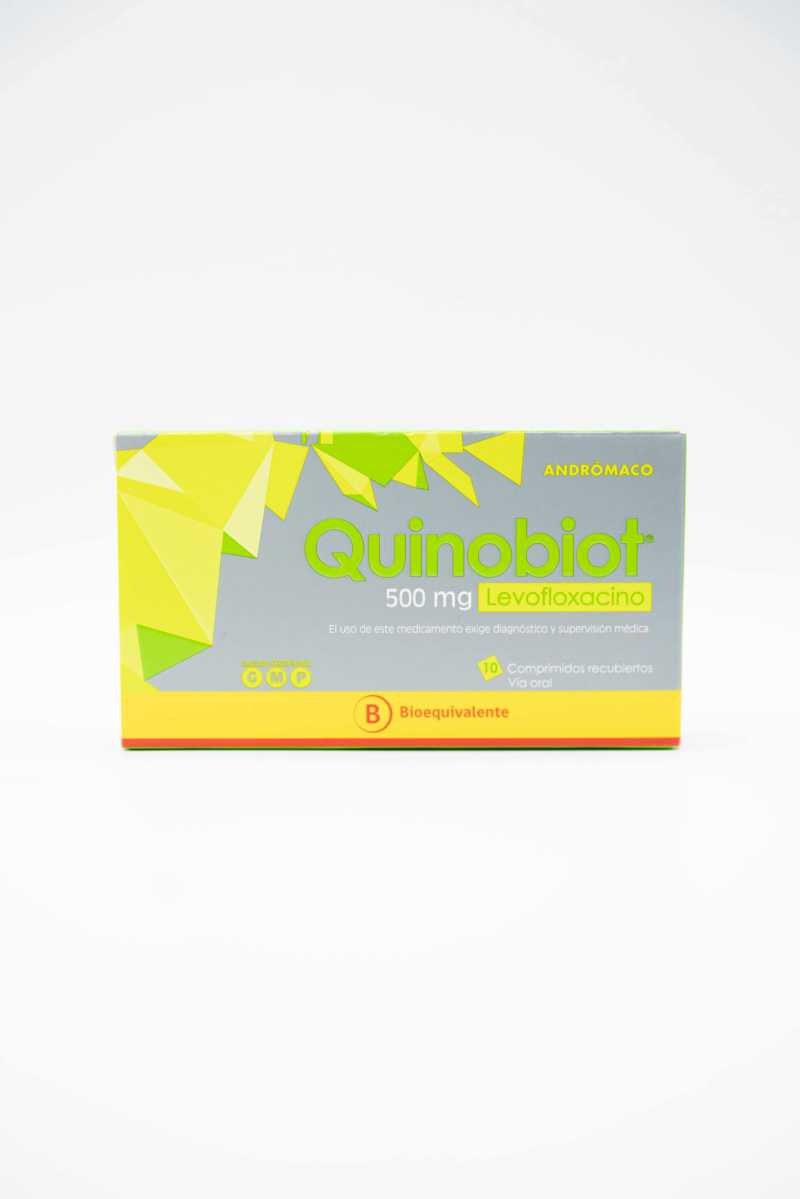 ANDRÓMACO
Quinobiot®
500 mg Levofloxacino
El uso de este medicamento exige diagnóstico y supervisión médica.
10 Comprimidos recubiertos
Vía oral
G M P
B Bioequivalente